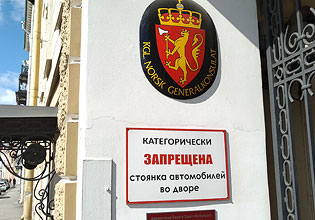 KGL. NORSK GENERALKONSULAT
КАТЕГОРИЧЕСКИ
ЗАПРЕЩЕНА
стоянка автомобилей
во дворе